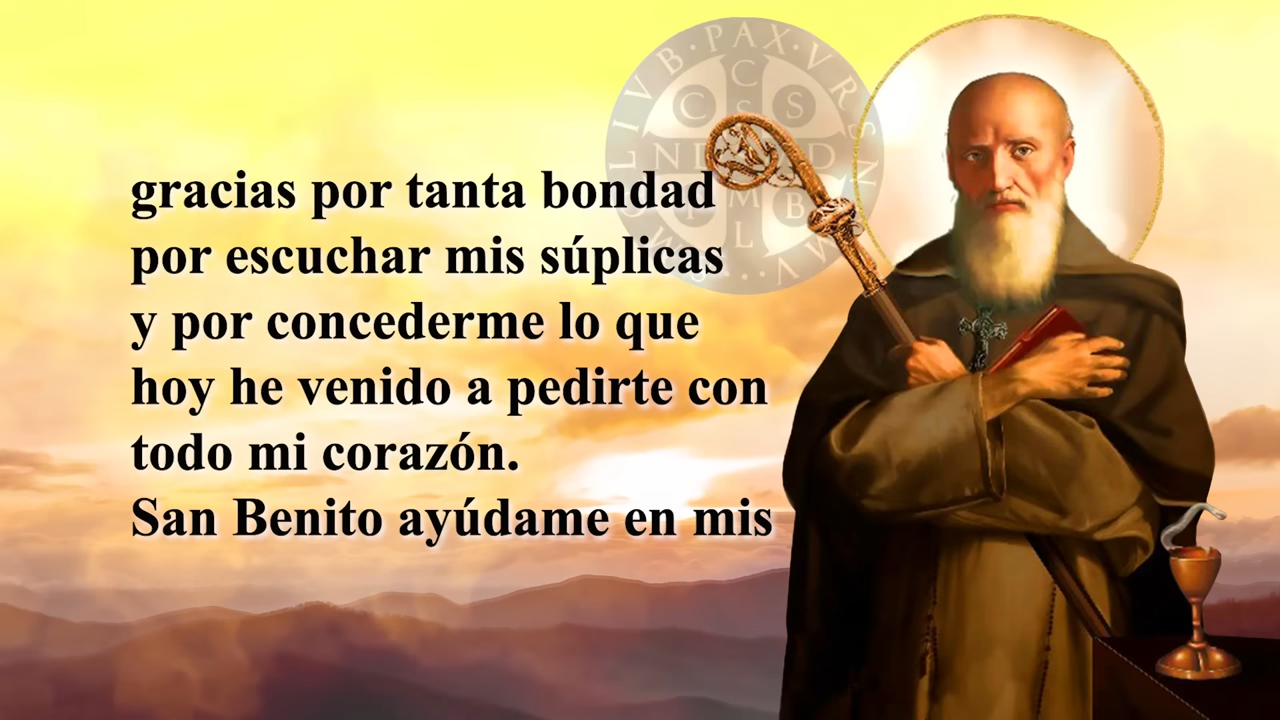 gracias por tanta bondad
por escuchar mis súplicas
y por concederme lo que
hoy he venido a pedirte con
todo mi corazón.
San Benito ayúdame en mis
PAX
C S